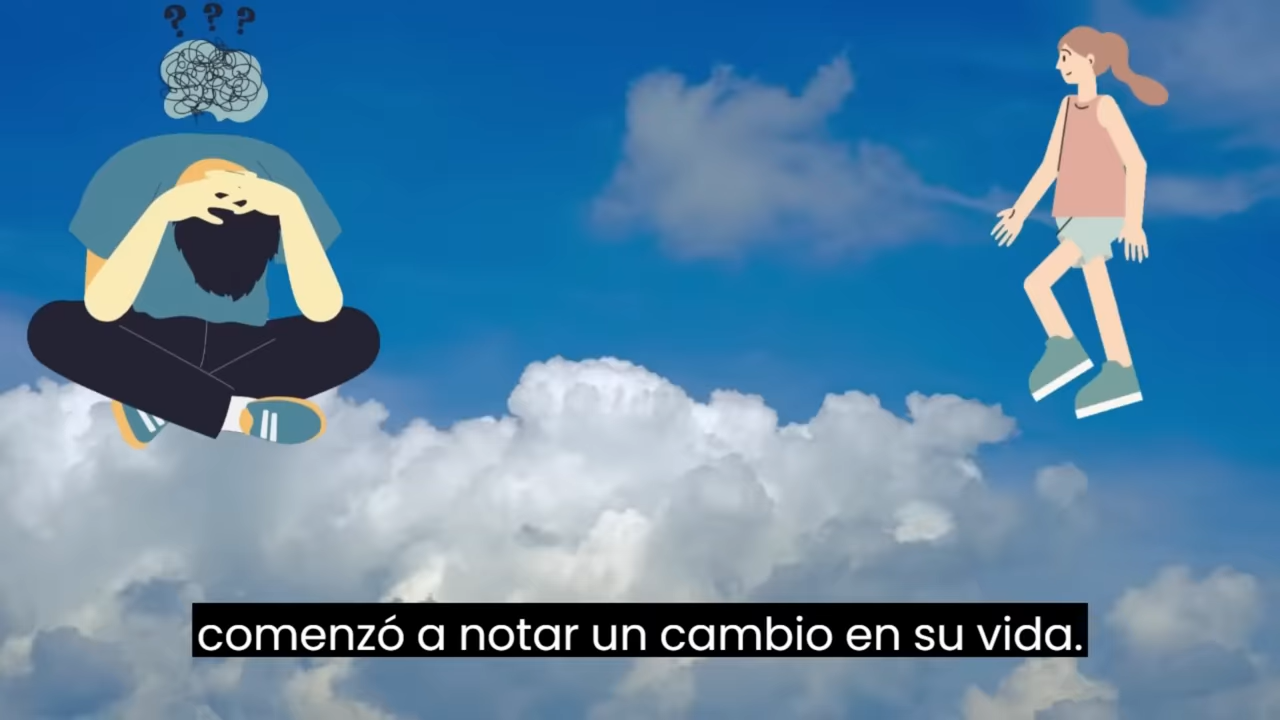 ? ? ?
comenzó a notar un cambio en su vida.